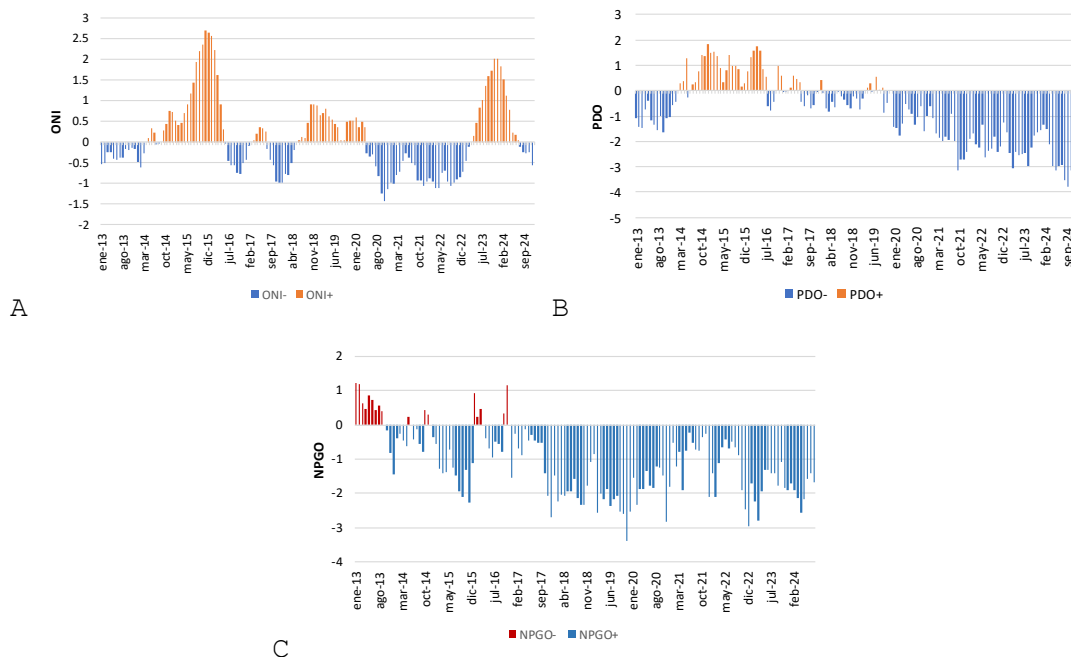 3
2.5
2
1.5
1
0.5
0
-0.5
-1
-1.5
-2
ONI
ene-13
ago-13
mar-14
oct-14
may-15
dic-15
jul-16
feb-17
sep-17
abr-18
nov-18
jun-19
ene-20
ago-20
mar-21
oct-21
may-22
dic-22
jul-23
feb-24
sep-24
ONI- ONI+
A
3
2
1
0
-1
-2
-3
-4
-5
PDO
ene-13
ago-13
mar-14
oct-14
may-15
dic-15
jul-16
feb-17
sep-17
abr-18
nov-18
jun-19
ene-20
ago-20
mar-21
oct-21
may-22
dic-22
jul-23
feb-24
sep-24
PDO- PDO+
B
2
1
0
-1
-2
-3
-4
NPGO
ene-13
ago-13
mar-14
oct-14
may-15
dic-15
jul-16
feb-17
sep-17
abr-18
nov-18
jun-19
ene-20
ago-20
mar-21
oct-21
may-22
dic-22
jul-23
feb-24
NPGO- NPGO+
C